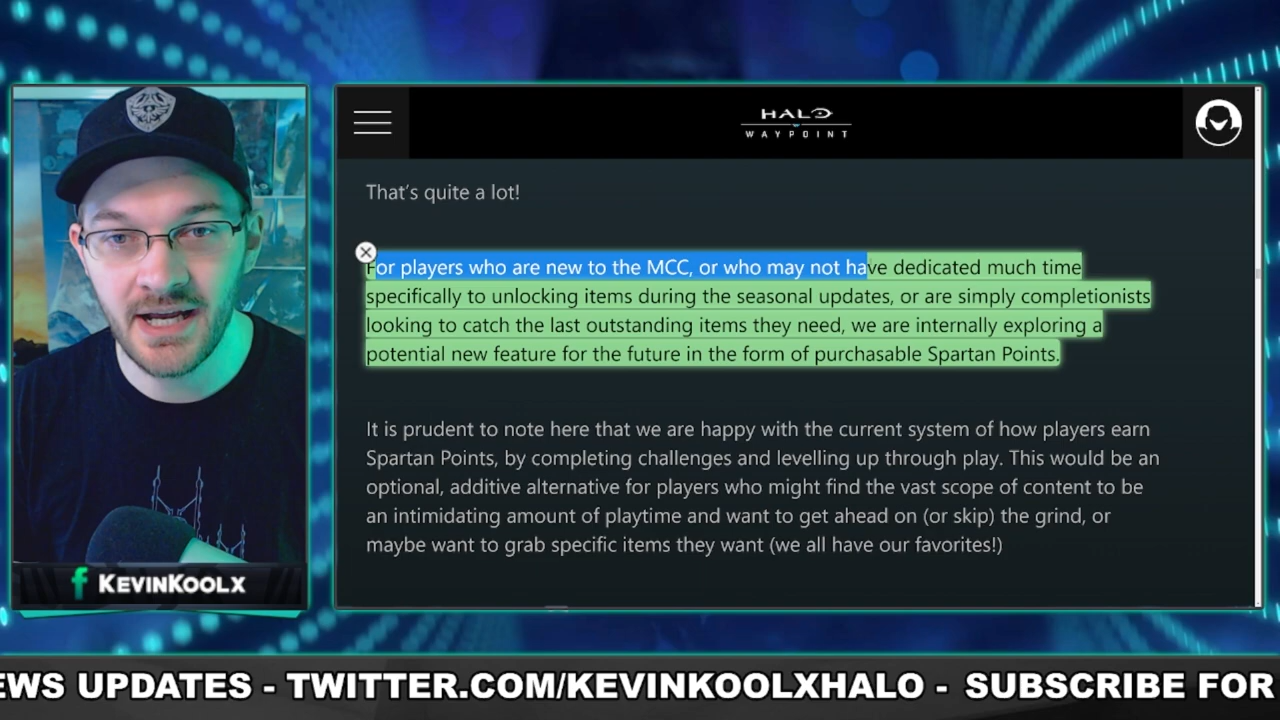 HALO
WAYPOINT
That's quite a lot!
For players who are new to the MCC, or who may not have dedicated much time
specifically to unlocking items during the seasonal updates, or are simply completionists
looking to catch the last outstanding items they need, we are internally exploring a
potential new feature for the future in the form of purchasable Spartan Points.
It is prudent to note here that we are happy with the current system of how players earn
Spartan Points, by completing challenges and levelling up through play. This would be an
optional, additive alternative for players who might find the vast scope of content to be
an intimidating amount of playtime and want to get ahead on (or skip) the grind, or
maybe want to grab specific items they want (we all have our favorites!)
f KEVINKOOLX
EWS UPDATES - TWITTER.COM/KEVINKOOLXHALO - SUBSCRIBE FOR